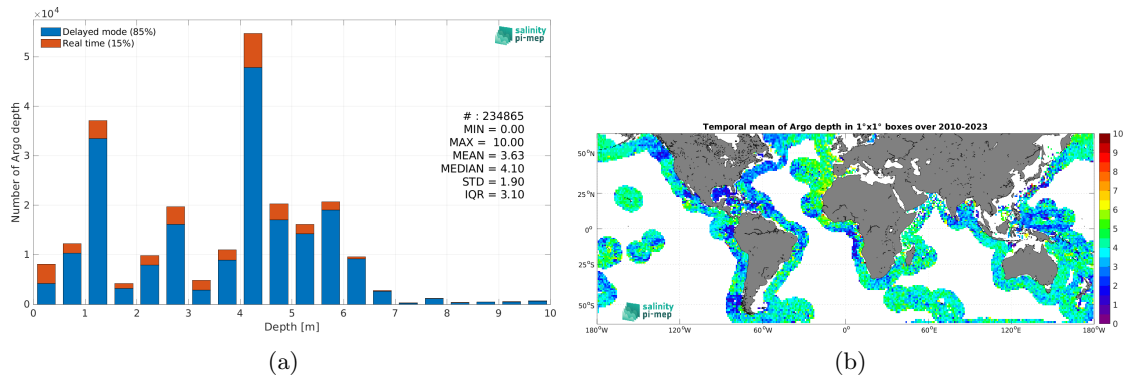 ×10⁴
Delayed mode (85%)
Real time (15%)
salinity
pi-mep
# : 234865
MIN = 0.00
MAX = 10.00
MEAN = 3.63
MEDIAN = 4.10
STD = 1.90
IQR = 3.10
Number of Argo depth
5
4
3
2
1
0
0 1 2 3 4 5 6 7 8 9 10
Depth [m]
(a)
Temporal mean of Argo depth in 1°x1° boxes over 2010-2023
50°N
25°N
0°
25°S
50°S
180°W 120°W 60°W 0° 60°E 120°E 180°W
salinity
pi-mep
10
9
8
7
6
5
4
3
2
1
0
(b)